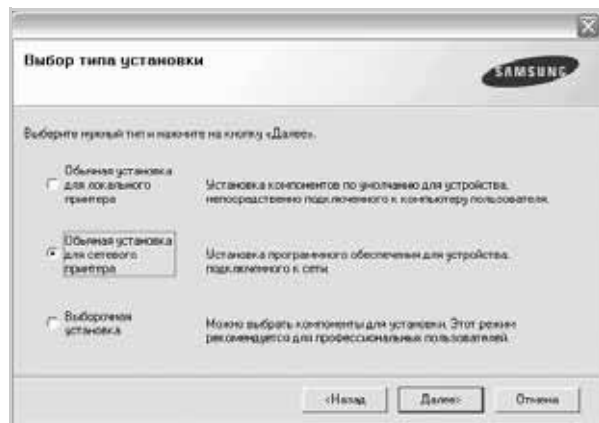 Выбор типа установки
SAMSUNG
Выберите нужный тип и нажмите на кнопку «Далее».
Обычная установка
для локального
принтера
Установка компонентов по умолчанию для устройства,
непосредственно подключенного к компьютеру пользователя.
Обычная установка
для сетевого
принтера
Установка программного обеспечения для устройства,
подключенного к сети.
Выборочная
установка
Можно выбрать компоненты для установки. Этот режим
рекомендуется для профессиональных пользователей.
<Назад
Далее>
Отмена